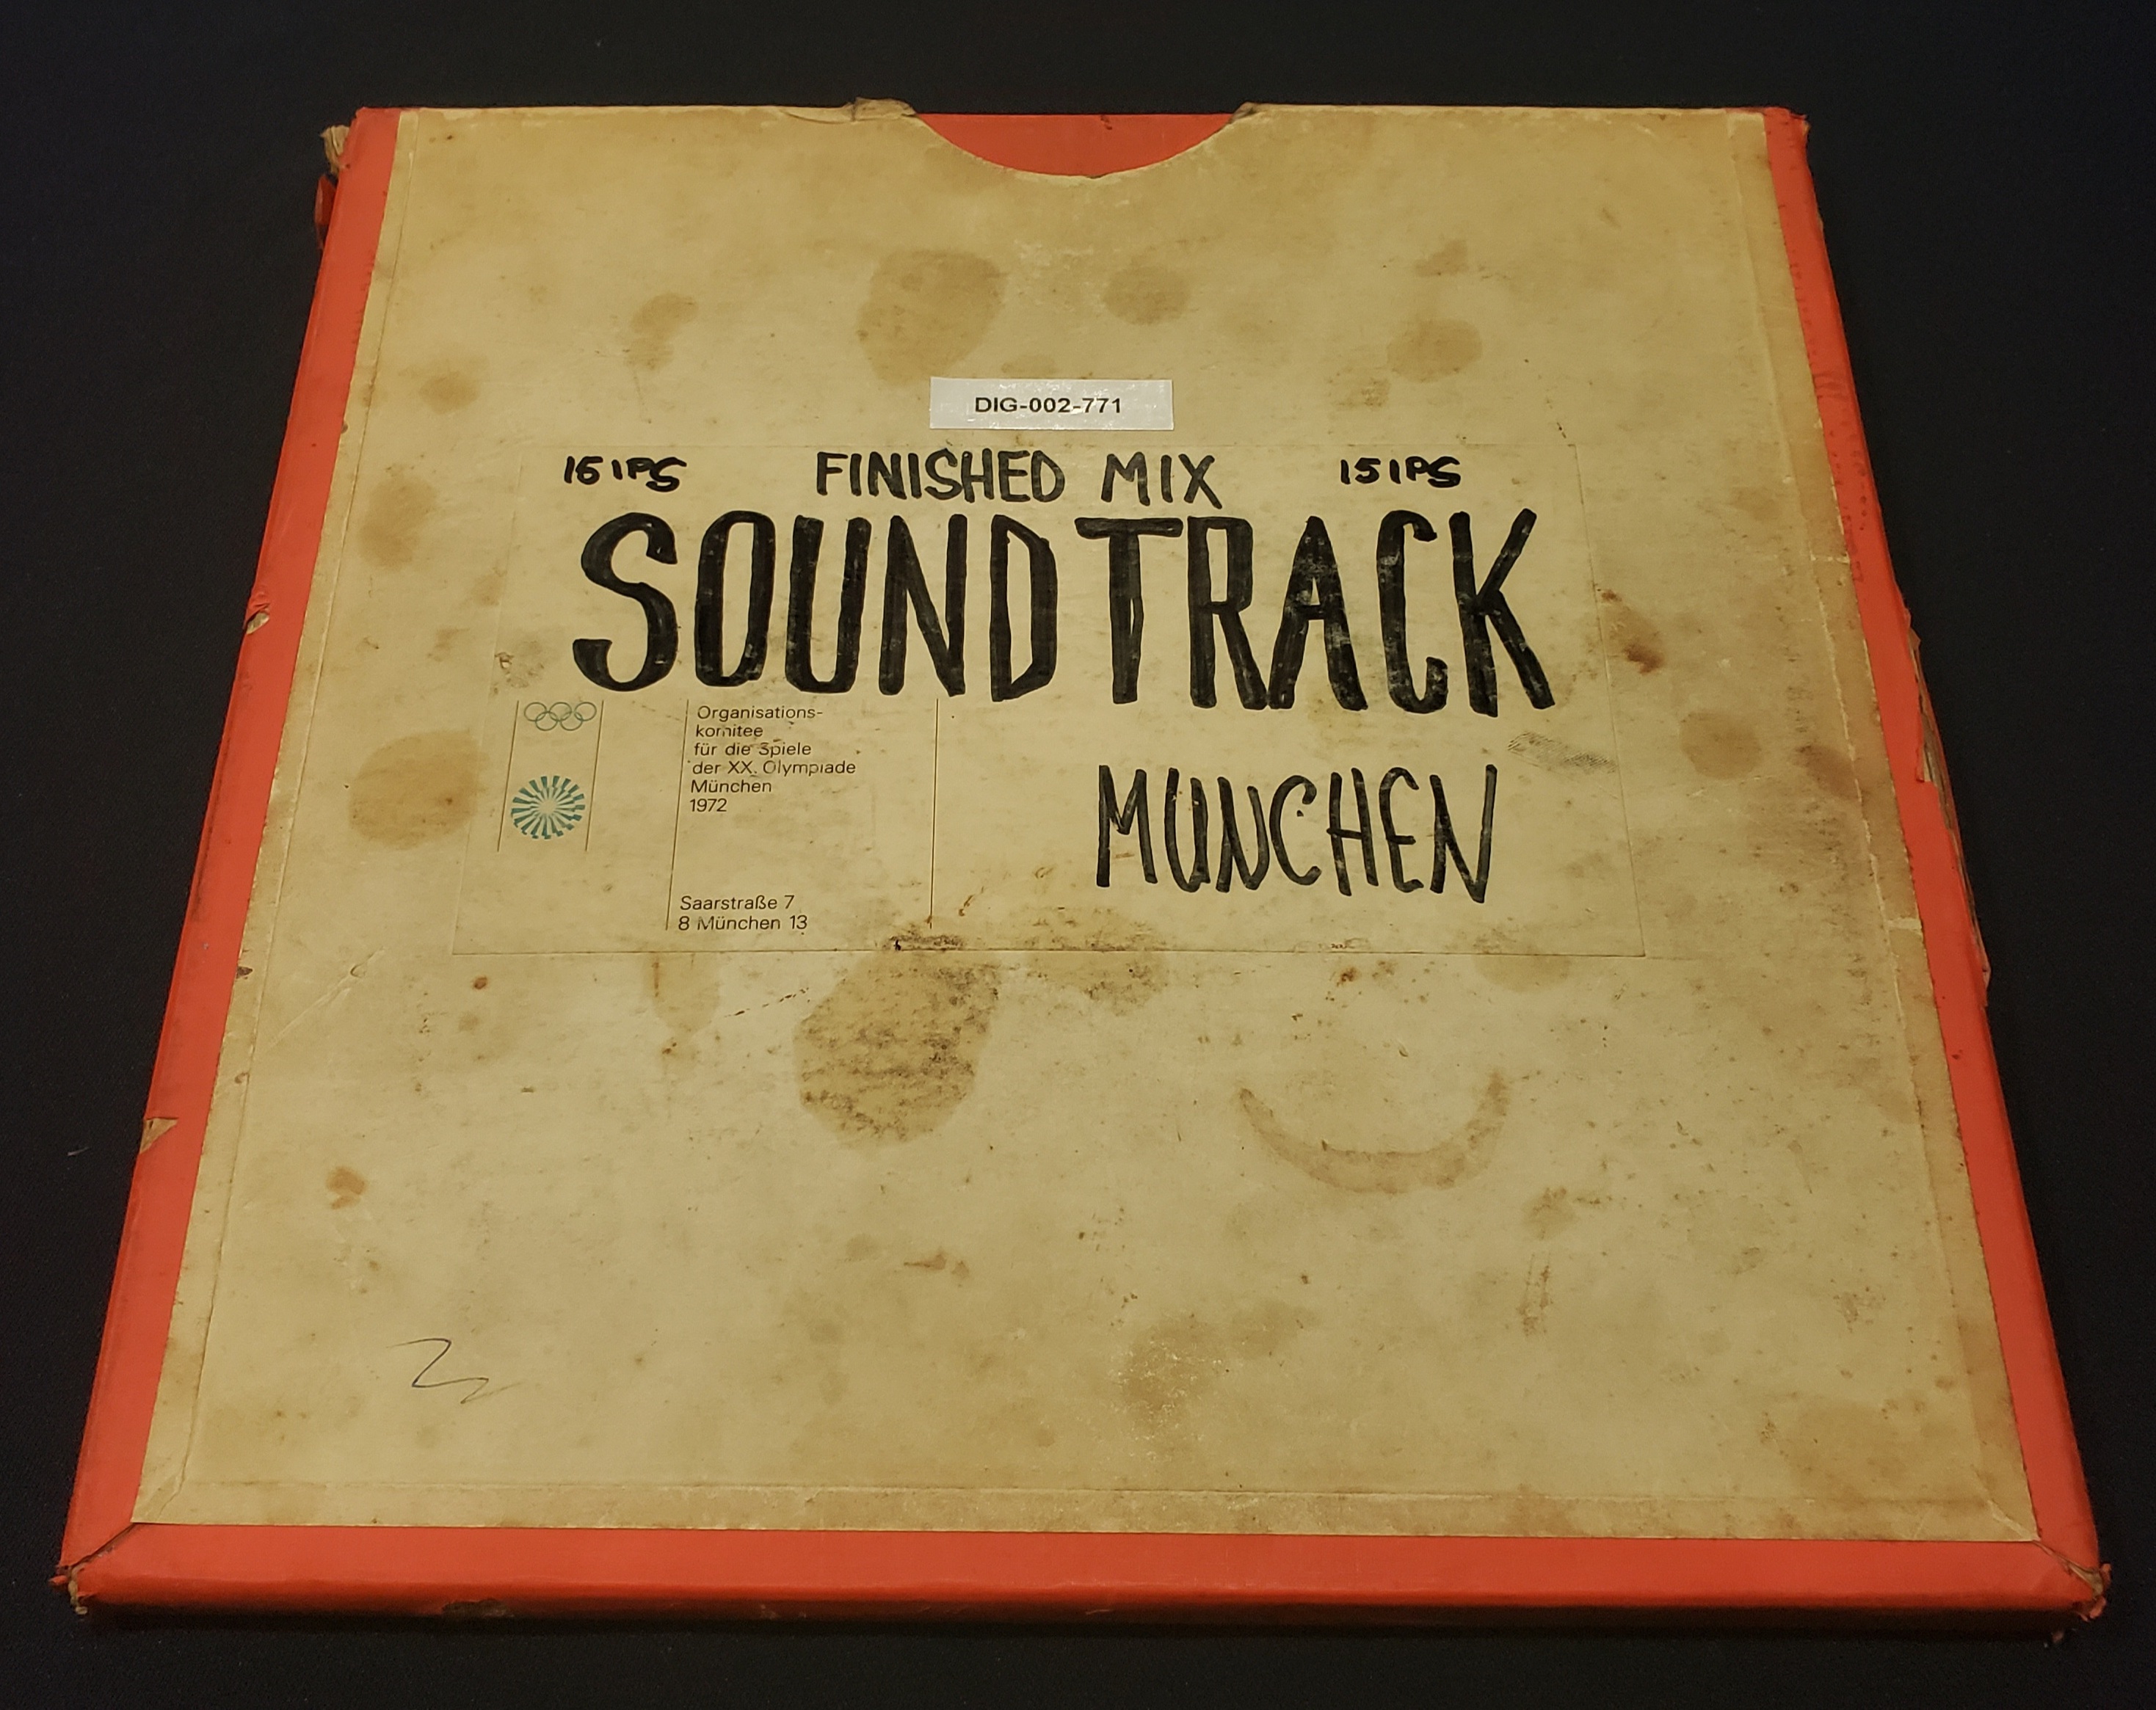 DIG-002-771
15 IPS FINISHED MIX 15 IPS
SOUNDTRACK
Organisations-
komitee
für die Spiele
der XX. Olympiade
München
1972
MUNCHEN
Saarstraße 7
8 München 13